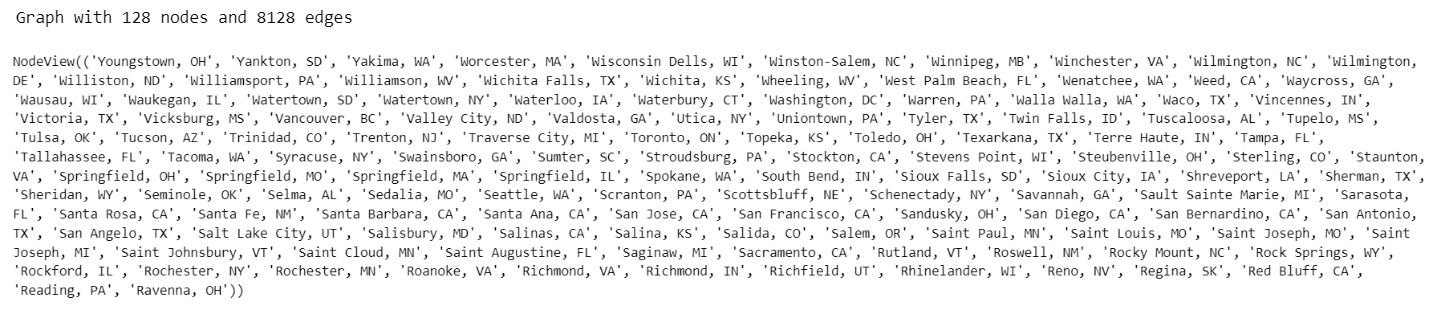 Graph with 128 nodes and 8128 edges
NodeView(('Youngstown, OH', 'Yankton, SD', 'Yakima, WA', 'Worcester, MA', 'Wisconsin Dells, WI', 'Winston-Salem, NC', 'Winnipeg, MB', 'Winchester, VA', 'Wilmington, NC', 'Wilmington,
DE', 'Williston, ND', 'Williamsport, PA', 'Williamson, WV', 'Wichita Falls, TX', 'Wichita, KS', 'Wheeling, WV', 'West Palm Beach, FL', 'Wenatchee, WA', 'Weed, CA', 'Waycross, GA',
'Wausau, WI', 'Waukegan, IL', 'Watertown, SD', 'Watertown, NY', 'Waterloo, IA', 'Waterbury, CT', 'Washington, DC', 'Warren, PA', 'Walla Walla, WA', 'Waco, TX', 'Vincennes, IN',
'Victoria, TX', 'Vicksburg, MS', 'Vancouver, BC', 'Valley City, ND', 'Valdosta, GA', 'Utica, NY', 'Uniontown, PA', 'Tyler, TX', 'Twin Falls, ID', 'Tuscaloosa, AL', 'Tupelo, MS',
'Tulsa, OK', 'Tucson, AZ', 'Trinidad, CO', 'Trenton, NJ', 'Traverse City, MI', 'Toronto, ON', 'Topeka, KS', 'Toledo, OH', 'Texarkana, TX', 'Terre Haute, IN', 'Tampa, FL',
'Tallahassee, FL', 'Tacoma, WA', 'Syracuse, NY', 'Swainsboro, GA', 'Sumter, SC', 'Stroudsburg, PA', 'Stockton, CA', 'Stevens Point, WI', 'Steubenville, OH', 'Sterling, CO', 'Staunton,
VA', 'Springfield, OH', 'Springfield, MO', 'Springfield, MA', 'Springfield, IL', 'Spokane, WA', 'South Bend, IN', 'Sioux Falls, SD', 'Sioux City, IA', 'Shreveport, LA', 'Sherman, TX',
'Sheridan, WY', 'Seminole, OK', 'Selma, AL', 'Sedalia, MO', 'Seattle, WA', 'Scranton, PA', 'Scottsbluff, NE', 'Schenectady, NY', 'Savannah, GA', 'Sault Sainte Marie, MI', 'Sarasota,
FL', 'Santa Rosa, CA', 'Santa Fe, NM', 'Santa Barbara, CA', 'Santa Ana, CA', 'San Jose, CA', 'San Francisco, CA', 'Sandusky, OH', 'San Diego, CA', 'San Bernardino, CA', 'San Antonio,
TX', 'San Angelo, TX', 'Salt Lake City, UT', 'Salisbury, MD', 'Salinas, CA', 'Salina, KS', 'Salida, CO', 'Salem, OR', 'Saint Paul, MN', 'Saint Louis, MO', 'Saint Joseph, MO', 'Saint
Joseph, MI', 'Saint Johnsbury, VT', 'Saint Cloud, MN', 'Saint Augustine, FL', 'Saginaw, MI', 'Sacramento, CA', 'Rutland, VT', 'Roswell, NM', 'Rocky Mount, NC', 'Rock Springs, WY',
'Rockford, IL', 'Rochester, NY', 'Rochester, MN', 'Roanoke, VA', 'Richmond, VA', 'Richmond, IN', 'Richfield, UT', 'Rhinelander, WI', 'Reno, NV', 'Regina, SK', 'Red Bluff, CA',
'Reading, PA', 'Ravenna, OH'))